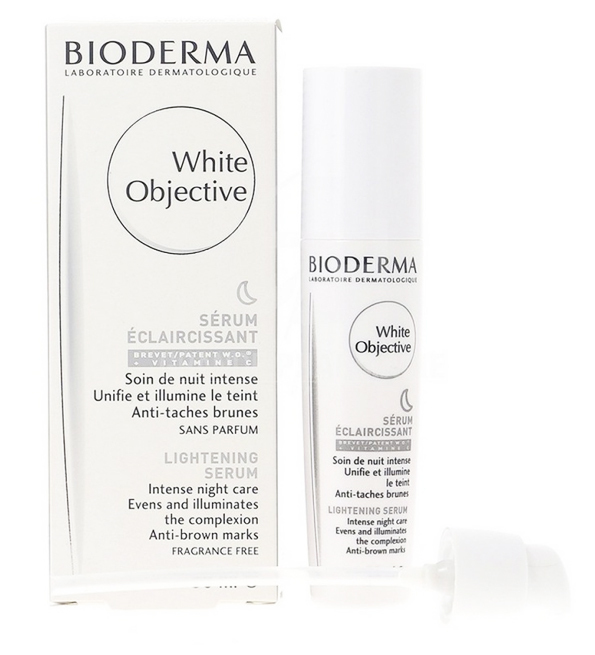 BIODERMA
LABORATOIRE DERMATOLOGIQUE
White
Objective
SÉRUM
ÉCLAIRCISSANT
BREVET/PATENT W.O.®
+ VITAMINE C
Soin de nuit intense
Unifie et illumine le teint
Anti-taches brunes
SANS PARFUM
LIGHTENING
SERUM
Intense night care
Evens and illuminates
the complexion
Anti-brown marks
FRAGRANCE FREE
BIODERMA
LABORATOIRE DERMATOLOGIQUE
White
Objective
SÉRUM
ÉCLAIRCISSANT
BREVET/PATENT W.O.®
+ VITAMINE C
Soin de nuit intense
Unifie et illumine
le teint
Anti-taches brunes
LIGHTENING SERUM
Intense night care
Evens and illuminates
the complexion
Anti-brown marks